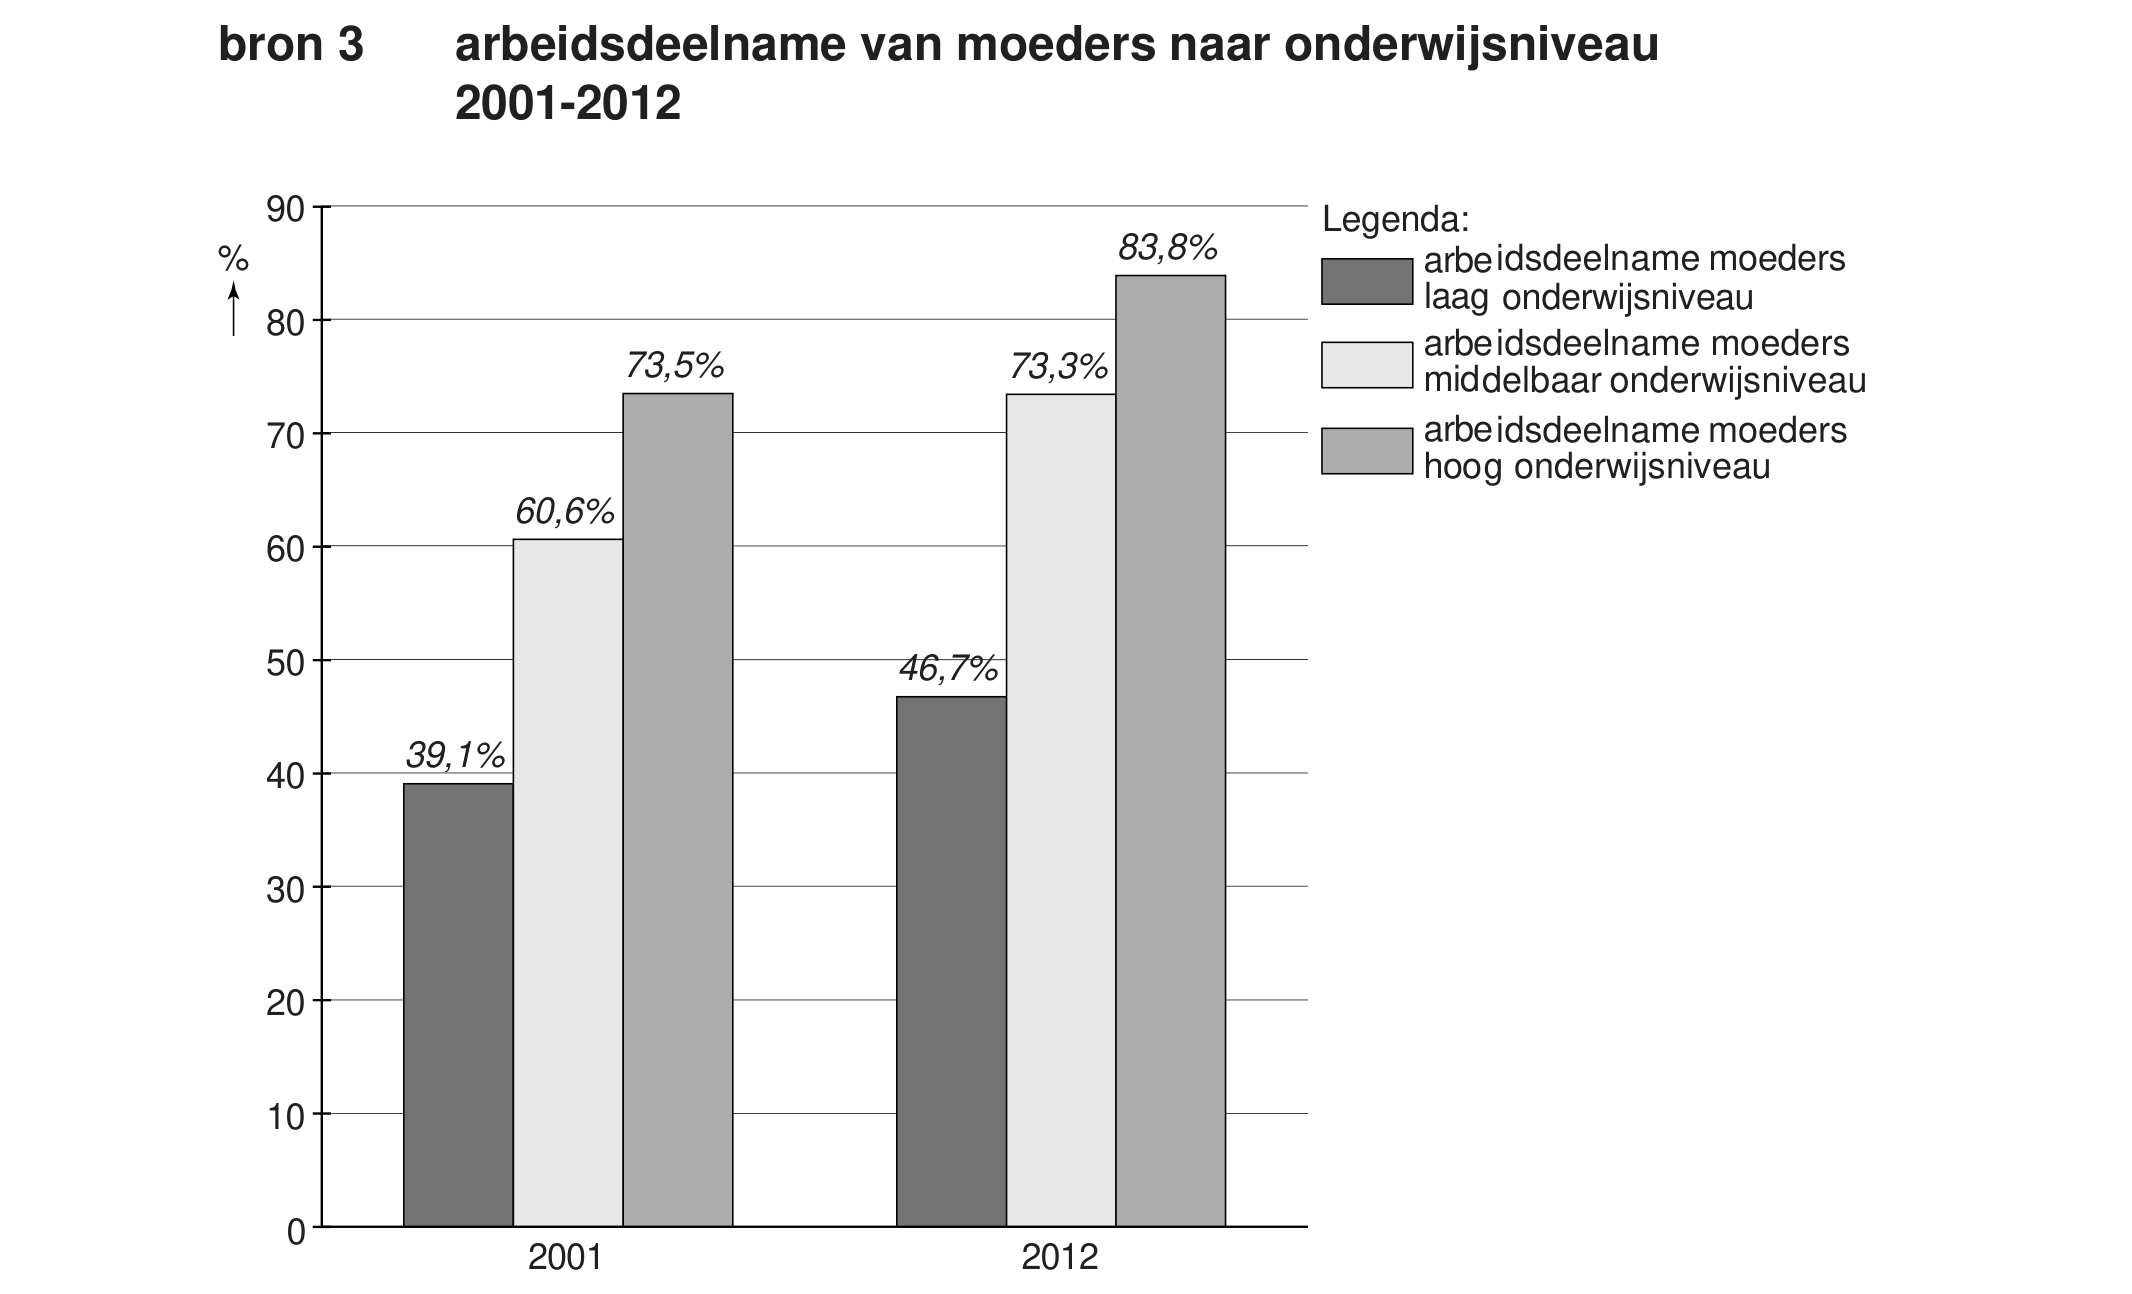 bron 3 arbeidsdeelname van moeders naar onderwijsniveau
2001-2012
90
%
80
70
60
50
40
30
20
10
0
39,1%
60,6%
73,5%
46,7%
73,3%
83,8%
2001
2012
Legenda:
arbeidsdeelname moeders
laag onderwijsniveau
arbeidsdeelname moeders
middelbaar onderwijsniveau
arbeidsdeelname moeders
hoog onderwijsniveau